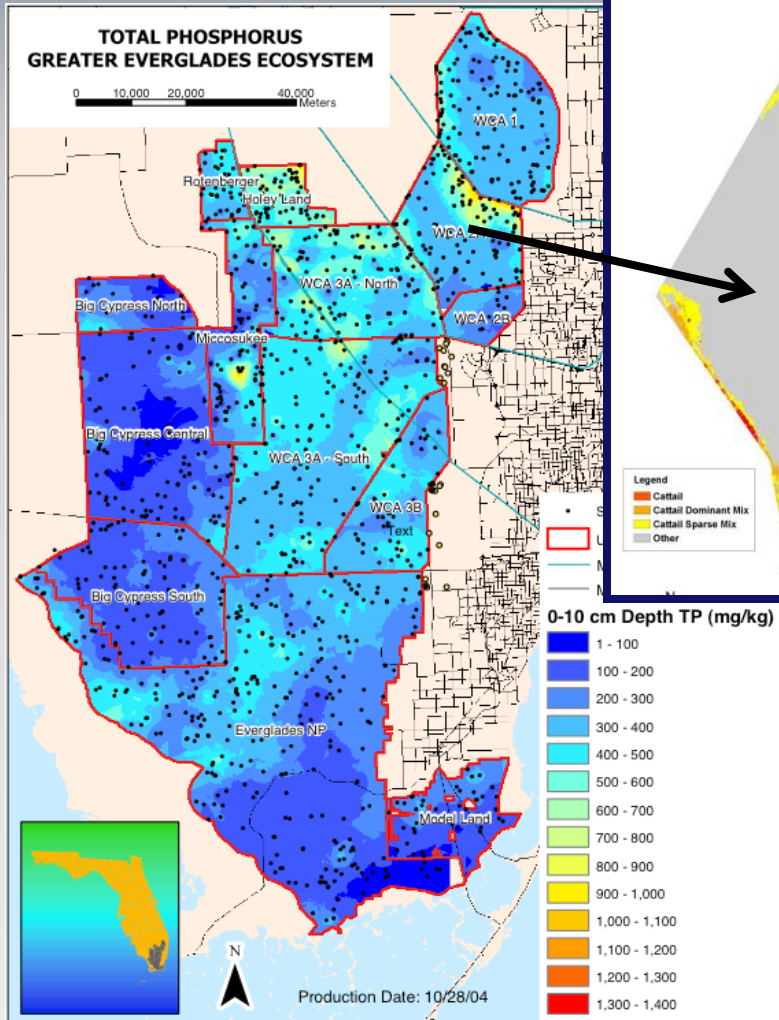 TOTAL PHOSPHORUS
GREATER EVERGLADES ECOSYSTEM
0 10,000 20,000 40,000
Meters
WCA 1
Rotenberger
Holey Land
WCA 3A - North
WCA 2B
Big Cypress North
Miccosukee
Big Cypress Central
WCA 3A - South
WCA 3B
Text
Big Cypress South
Everglades NP
Model Land
N
Production Date: 10/28/04
Legend
Cattail
Cattail Dominant Mix
Cattail Sparse Mix
Other
0-10 cm Depth TP (mg/kg)
1 - 100
100 - 200
200 - 300
300 - 400
400 - 500
500 - 600
600 - 700
700 - 800
800 - 900
900 - 1,000
1,000 - 1,100
1,100 - 1,200
1,200 - 1,300
1,300 - 1,400